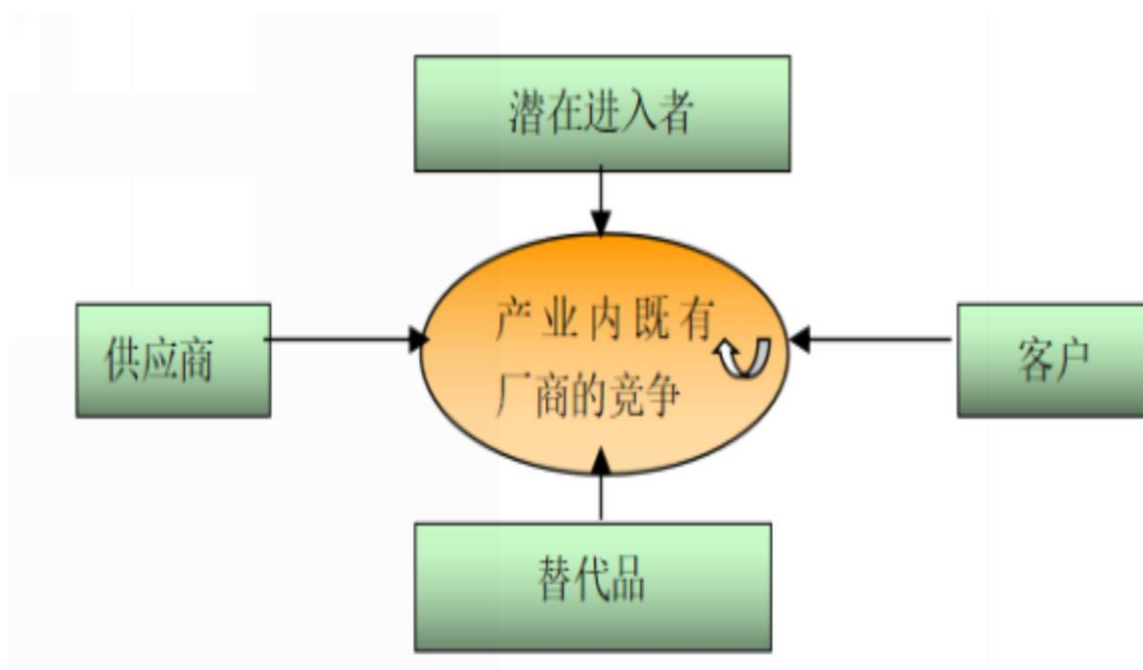 潜在进入者
产业内既有
厂商的竞争
供应商
客户
替代品